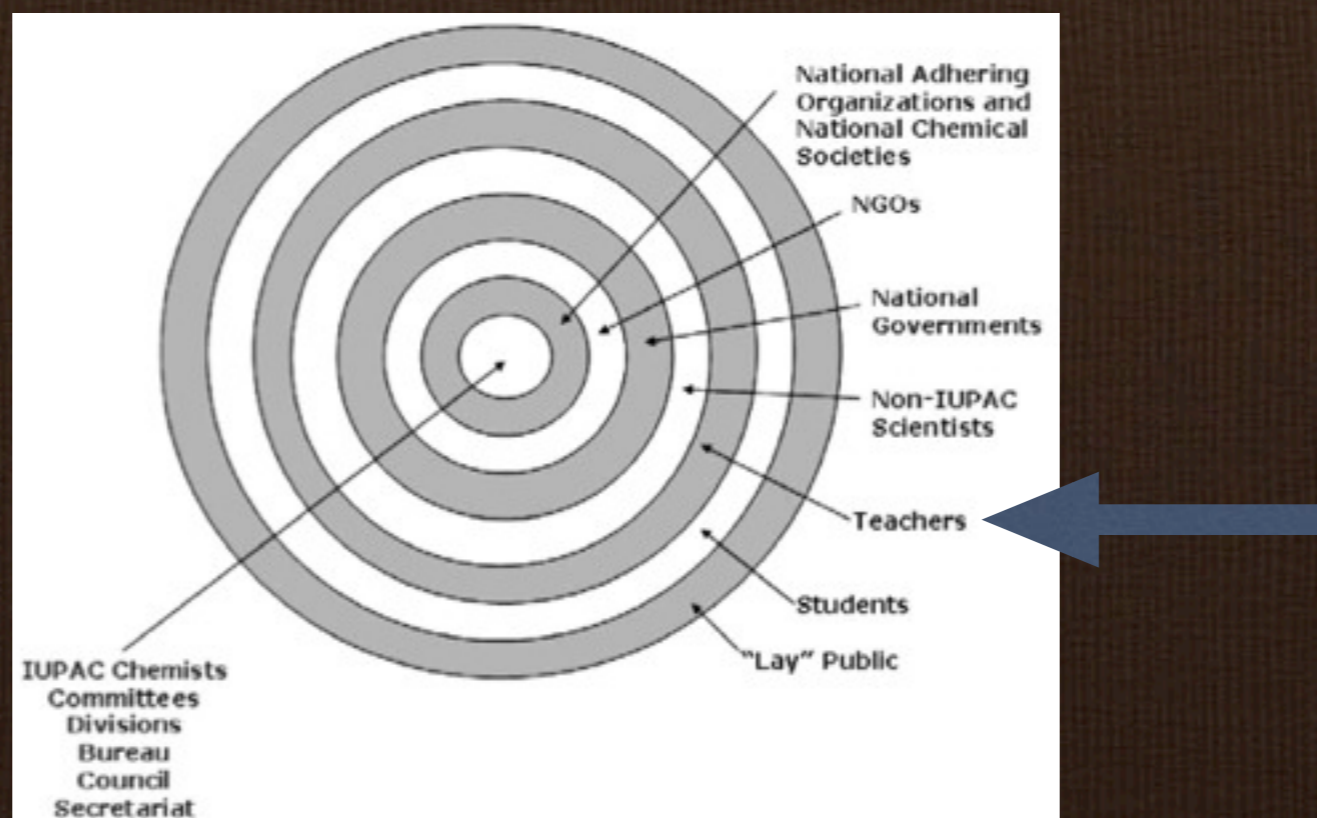 National Adhering
Organizations and
National Chemical
Societies
NGOs
National
Governments
Non-IUPAC
Scientists
Teachers
Students
"Lay" Public
IUPAC Chemists
Committees
Divisions
Bureau
Council
Secretariat